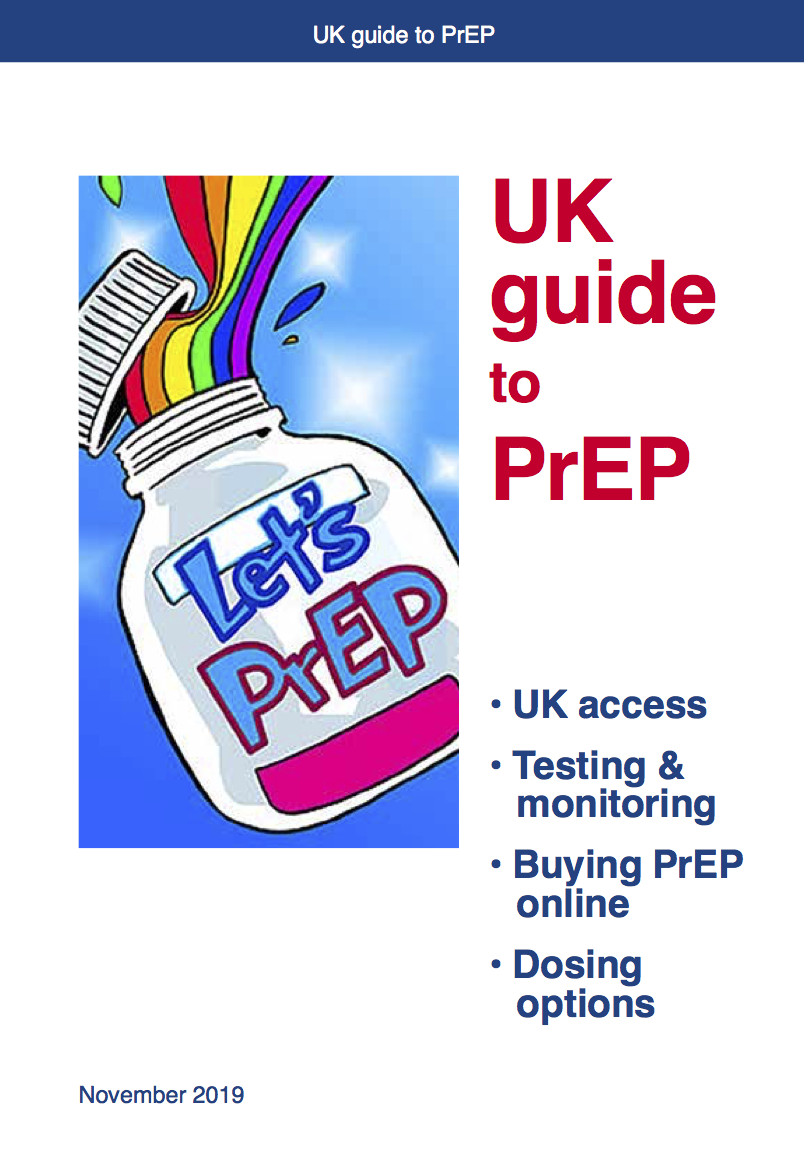 UK guide to PrEP
UK
guide
to
PrEP
Let's
PrEP
• UK access
• Testing &
monitoring
• Buying PrEP
online
• Dosing
options
November 2019